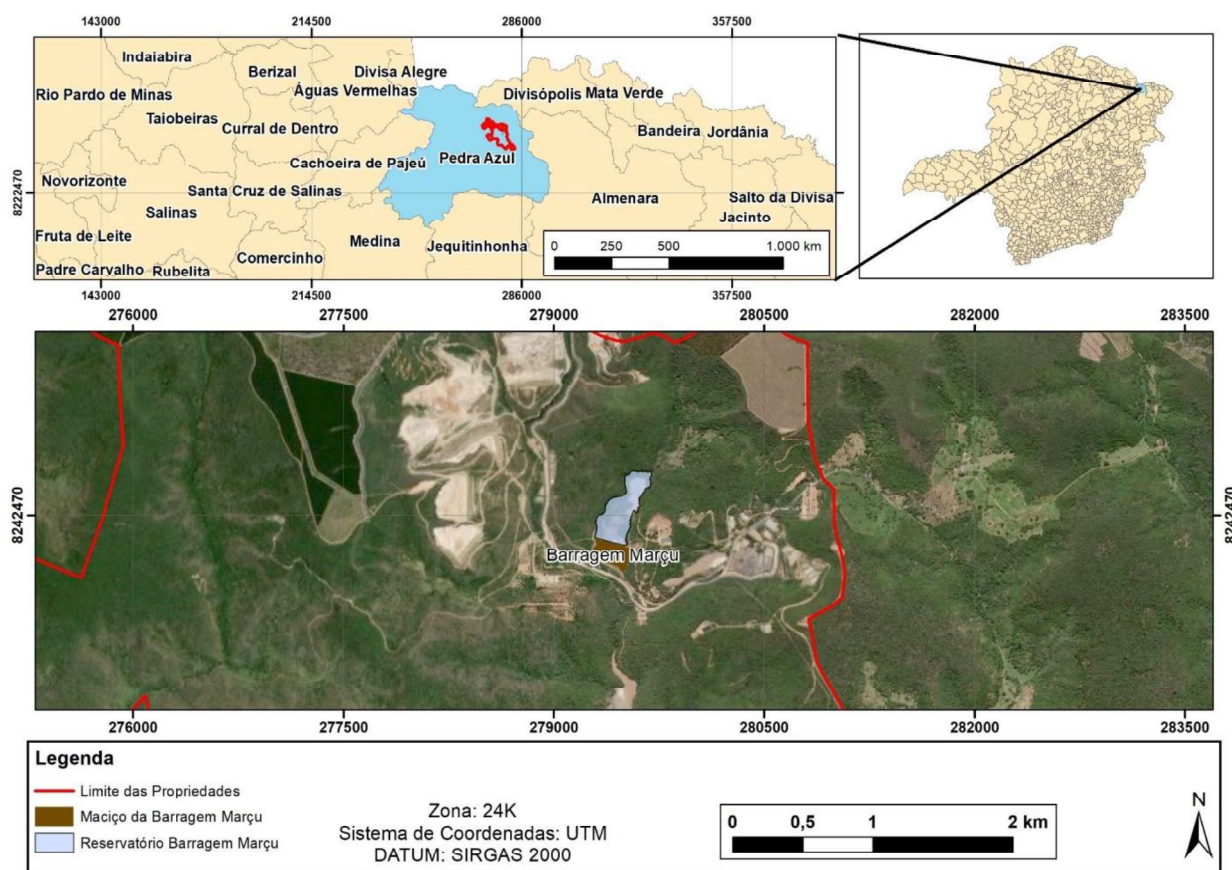 143000 214500 286000 357500
Indaiabira
Berizal
Divisa Alegre
Águas Vermelhas
Rio Pardo de Minas
Divisópolis Mata Verde
Taiobeiras
Curral de Dentro
Bandeira Jordânia
Cachoeira de Pajeú
Pedra Azul
Novorizonte
Santa Cruz de Salinas
Almenara
Salto da Divisa
Salinas
Jacinto
Fruta de Leite
Medina
Jequitinhonha
Comercinho
Padre Carvalho
Rubelita
8222470
0 250 500 1.000 km
143000 214500 286000 357500
276000 277500 279000 280500 282000 283500
8242470
8242470
Barragem Marçu
276000 277500 279000 280500 282000 283500
Legenda
Limite das Propriedades
Maciço da Barragem Marçu
Reservatório Barragem Marçu
Zona: 24K
Sistema de Coordenadas: UTM
DATUM: SIRGAS 2000
0 0,5 1 2 km
N